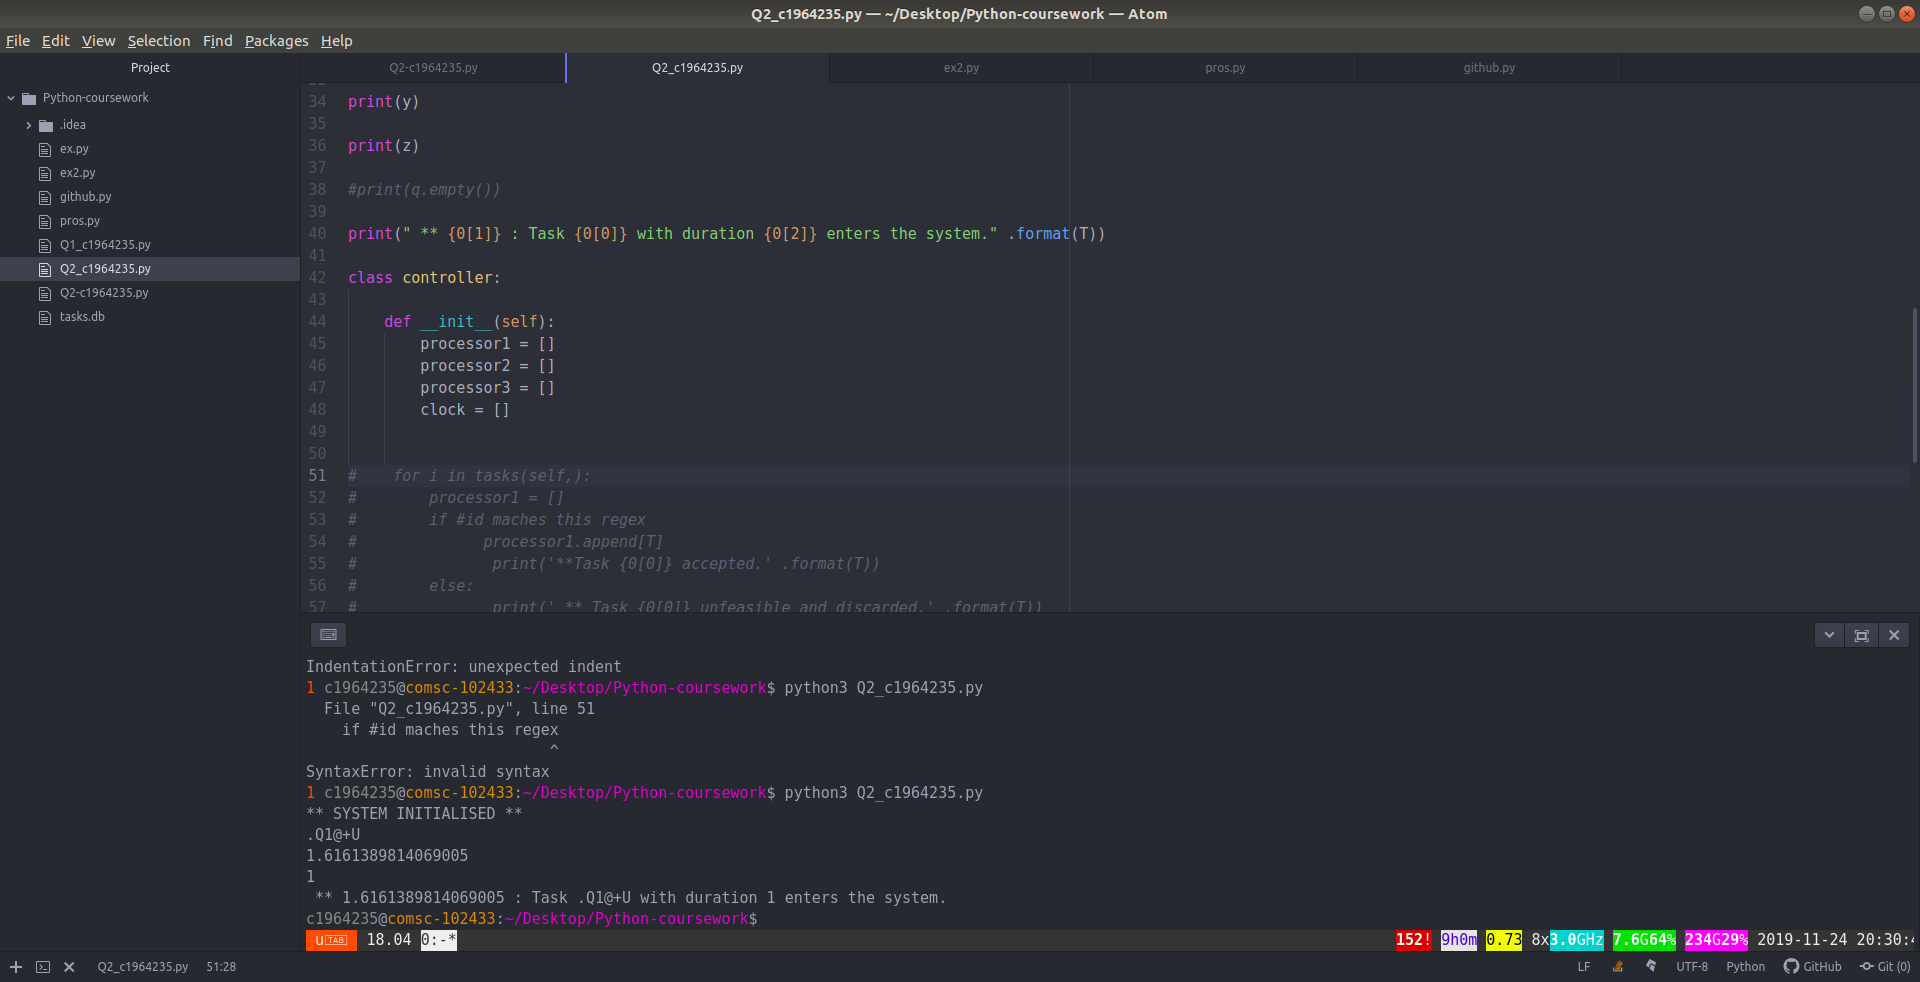 Q2_c1964235.py — ~/Desktop/Python-coursework — Atom
File Edit View Selection Find Packages Help
Project
Q2-c1964235.py Q2_c1964235.py ex2.py pros.py github.py
Python-coursework
.idea
ex.py
ex2.py
github.py
pros.py
Q1_c1964235.py
Q2_c1964235.py
Q2-c1964235.py
tasks.db
34 print(y)
35
36 print(z)
37
38 #print(q.empty())
39
40 print(" ** {0[1]} : Task {0[0]} with duration {0[2]} enters the system." .format(T))
41
42 class controller:
43
44     def __init__(self):
45         processor1 = []
46         processor2 = []
47         processor3 = []
48         clock = []
49
50
51 #    for i in tasks(self,):
52 #        processor1 = []
53 #        if #id maches this regex
54 #              processor1.append[T]
55 #               print('**Task {0[0]} accepted.' .format(T))
56 #        else:
57 #               print(' ** Task {0[0]} unfeasible and discarded.' .format(T))
IndentationError: unexpected indent
1 c1964235@comsc-102433:~/Desktop/Python-coursework$ python3 Q2_c1964235.py
  File "Q2_c1964235.py", line 51
    if #id maches this regex
                           ^
SyntaxError: invalid syntax
1 c1964235@comsc-102433:~/Desktop/Python-coursework$ python3 Q2_c1964235.py
** SYSTEM INITIALISED **
.Q1@+U
1.6161389814069005
1
 ** 1.6161389814069005 : Task .Q1@+U with duration 1 enters the system.
c1964235@comsc-102433:~/Desktop/Python-coursework$
u TAB 18.04 0:-* 152! 9h0m 0.73 8x3.0GHz 7.6G64% 234G29% 2019-11-24 20:30:
Q2_c1964235.py 51:28 LF UTF-8 Python GitHub Git (0)